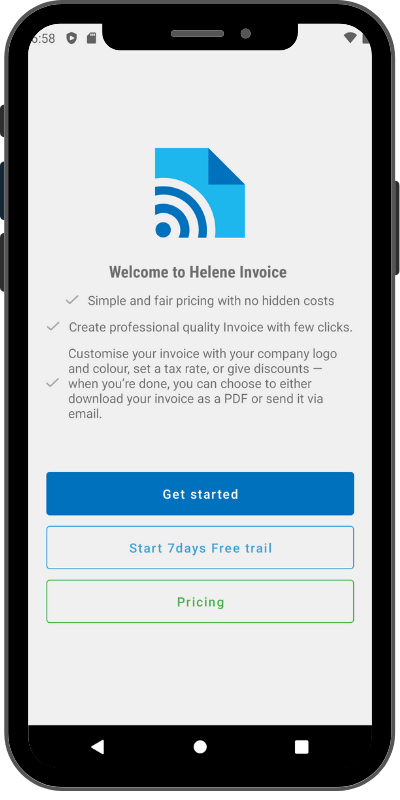 5:58
Welcome to Helene Invoice
Simple and fair pricing with no hidden costs
Create professional quality Invoice with few clicks.
Customise your invoice with your company logo
and colour, set a tax rate, or give discounts —
when you're done, you can choose to either
download your invoice as a PDF or send it via
email.
Get started
Start 7days Free trail
Pricing